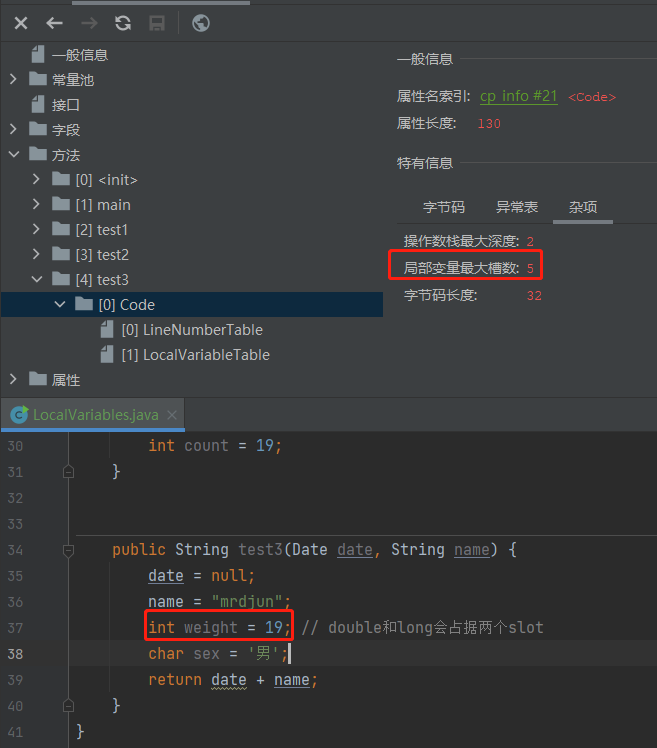 一般信息
常量池
接口
字段
方法
[0] <init>
[1] main
[2] test1
[3] test2
[4] test3
[0] Code
[0] LineNumberTable
[1] LocalVariableTable
属性
一般信息
属性名索引: cp_info #21 <Code>
属性长度: 130
特有信息
字节码 异常表 杂项
操作数栈最大深度: 2
局部变量最大槽数: 5
字节码长度: 32
LocalVariables.java
30 int count = 19;
31 }
32
33
34 public String test3(Date date, String name) {
35 date = null;
36 name = "mrdjun";
37 int weight = 19; // double和long会占据两个slot
38 char sex = '男';
39 return date + name;
40 }
41 }